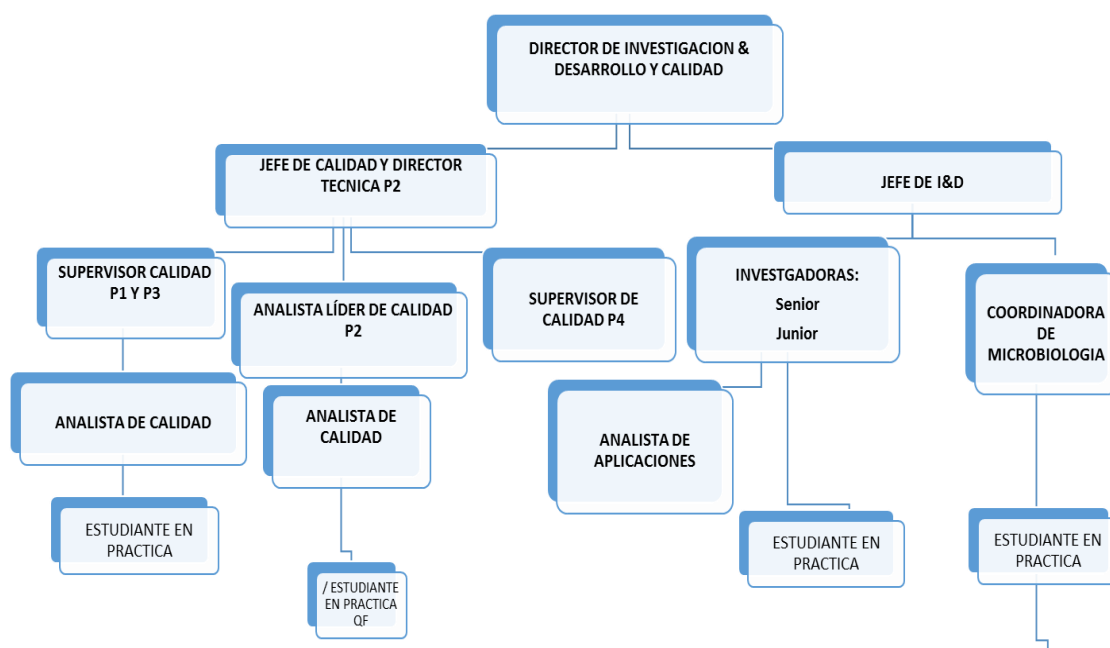 DIRECTOR DE INVESTIGACION &
DESARROLLO Y CALIDAD
JEFE DE CALIDAD Y DIRECTOR
TECNICA P2
JEFE DE I&D
SUPERVISOR CALIDAD
P1 Y P3
ANALISTA LÍDER DE CALIDAD
P2
SUPERVISOR DE
CALIDAD P4
INVESTGADORAS:
Senior
Junior
COORDINADORA
DE
MICROBIOLOGIA
ANALISTA DE CALIDAD
ANALISTA DE
CALIDAD
ANALISTA DE
APLICACIONES
ESTUDIANTE EN
PRACTICA
/ ESTUDIANTE
EN PRACTICA
QF
ESTUDIANTE EN
PRACTICA
ESTUDIANTE EN
PRACTICA